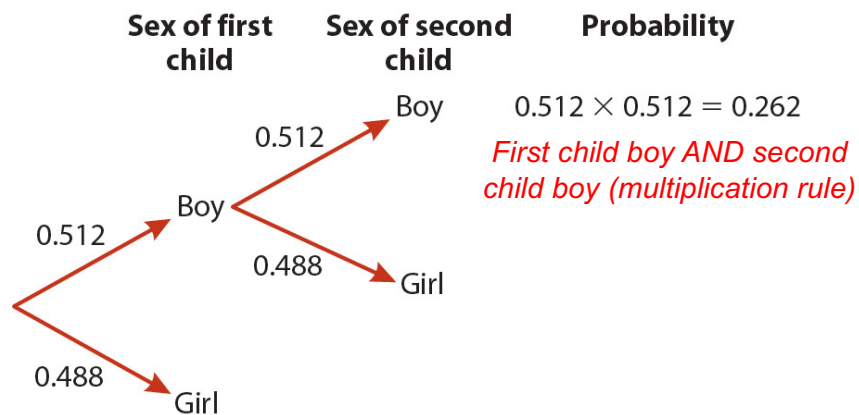 Sex of first
child
Sex of second
child
Probability
Boy
0.512 × 0.512 = 0.262
0.512
First child boy AND second
child boy (multiplication rule)
Boy
0.512
0.488
Girl
0.488
Girl